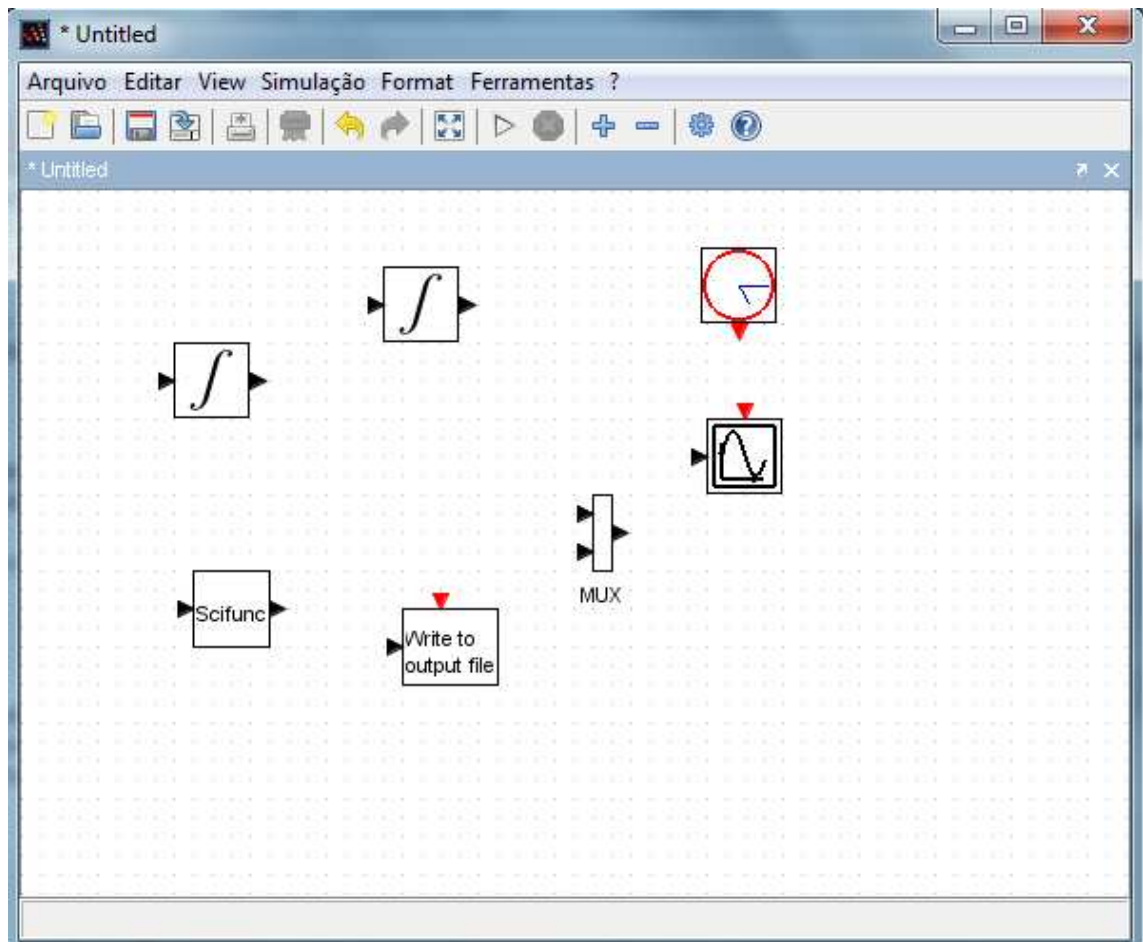 * Untitled
Arquivo Editar View Simulação Format Ferramentas ?
* Untitled
MUX
Scifunc
Write to
output file